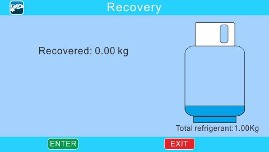 Recovery
Recovered: 0.00 kg
Total refrigerant: 1.00Kg
ENTER
EXIT